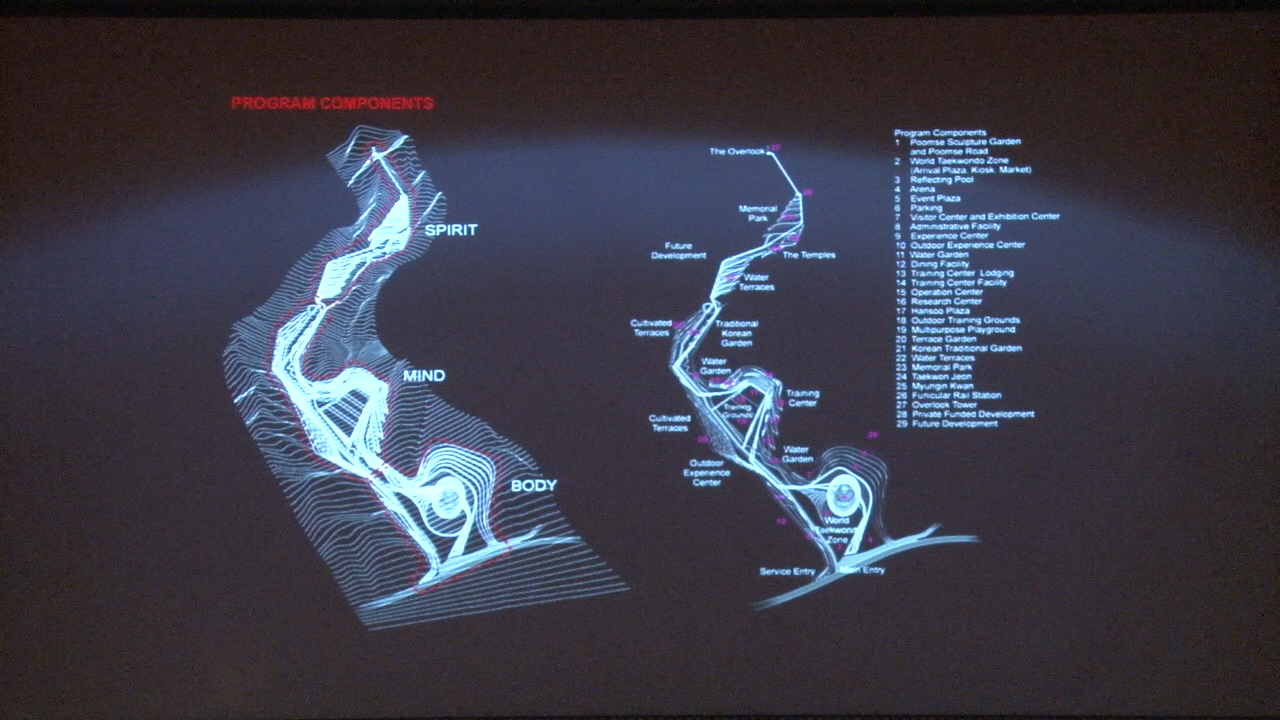 PROGRAM COMPONENTS
SPIRIT
MIND
BODY
The Overlook
27
26
Memorial
Park
Future
Development
The Temples
Water
Terraces
Cultivated
Terraces
Traditional
Korean
Garden
Water
Garden
Training
Center
Training
Grounds
Cultivated
Terraces
Water
Garden
Outdoor
Experience
Center
World
Taekwondo
Zone
Service Entry
Main Entry
Program Components
1 Poomse Sculpture Garden
and Poomse Road
2 World Taekwondo Zone
(Arrival Plaza, Kiosk, Market)
3 Reflecting Pool
4 Arena
5 Event Plaza
6 Parking
7 Visitor Center and Exhibition Center
8 Administrative Facility
9 Experience Center
10 Outdoor Experience Center
11 Water Garden
12 Dining Facility
13 Training Center Lodging
14 Training Center Facility
15 Operation Center
16 Research Center
17 Hansoo Plaza
18 Outdoor Training Grounds
19 Multipurpose Playground
20 Terrace Garden
21 Korean Traditional Garden
22 Water Terraces
23 Memorial Park
24 Taekwon Jeon
25 Myungin Kwan
26 Funicular Rail Station
27 Overlook Tower
28 Private Funded Development
29 Future Development